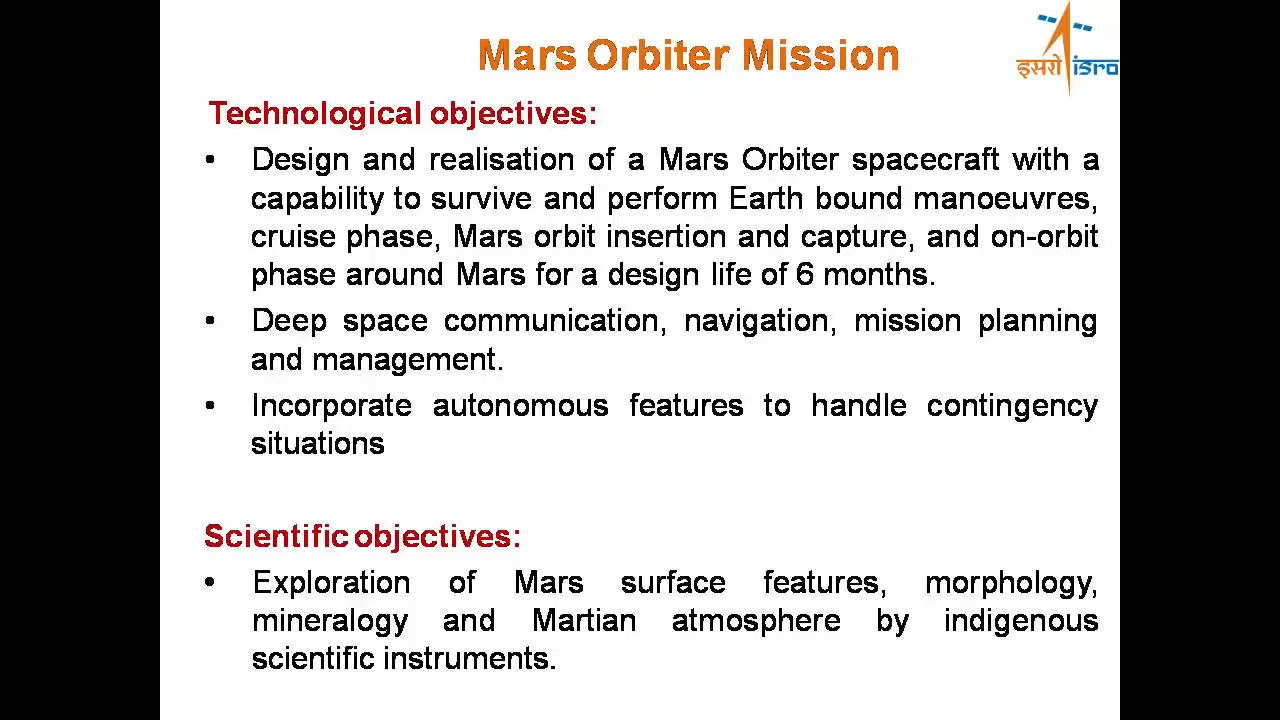 Mars Orbiter Mission
इसरो isro
Technological objectives:
• Design and realisation of a Mars Orbiter spacecraft with a
capability to survive and perform Earth bound manoeuvres,
cruise phase, Mars orbit insertion and capture, and on-orbit
phase around Mars for a design life of 6 months.
• Deep space communication, navigation, mission planning
and management.
• Incorporate autonomous features to handle contingency
situations
Scientific objectives:
• Exploration of Mars surface features, morphology,
mineralogy and Martian atmosphere by indigenous
scientific instruments.